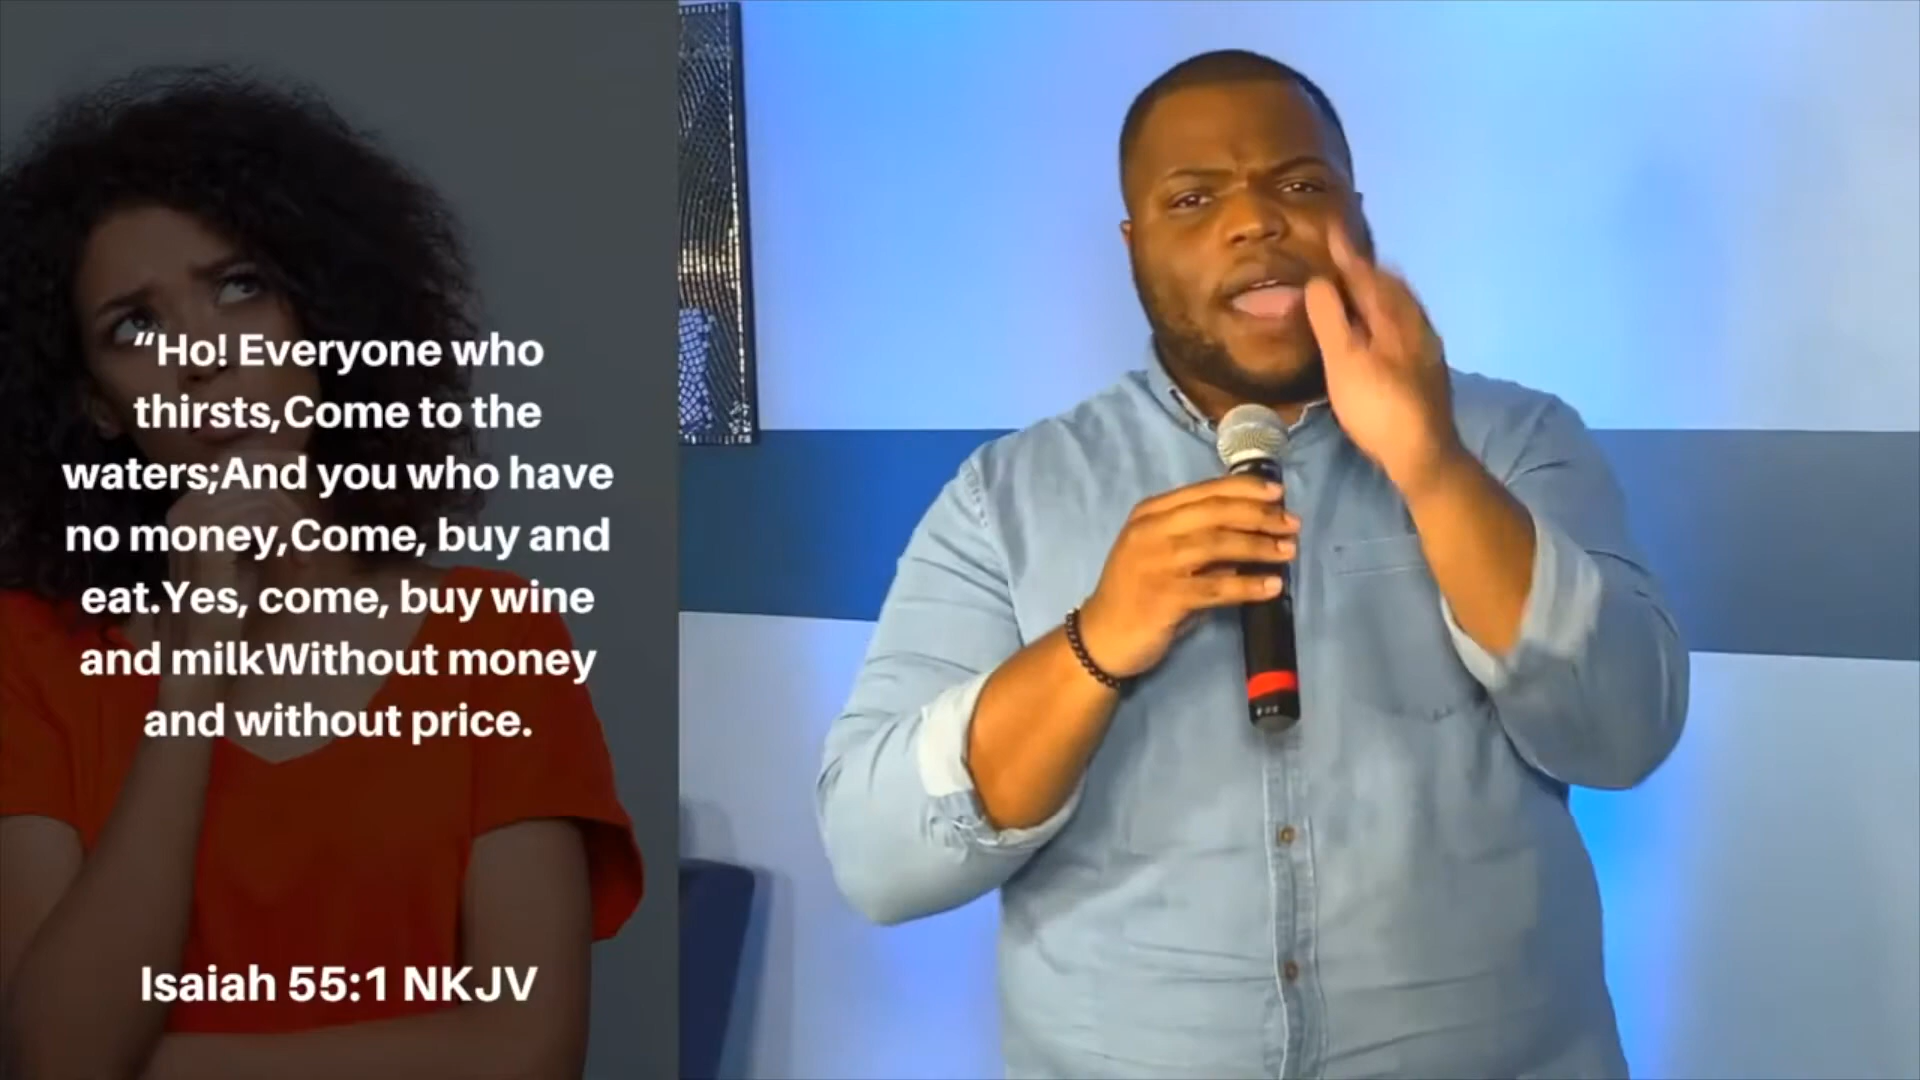 “Ho! Everyone who
thirsts,Come to the
waters;And you who have
no money,Come, buy and
eat.Yes, come, buy wine
and milkWithout money
and without price.
Isaiah 55:1 NKJV